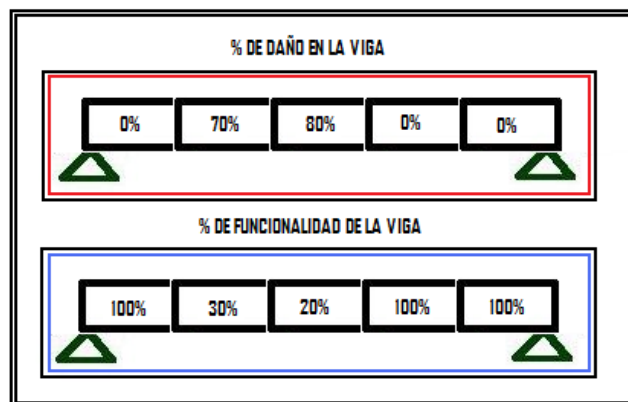 % DE DAÑO EN LA VIGA
0% 70% 80% 0% 0%
% DE FUNCIONALIDAD DE LA VIGA
100% 30% 20% 100% 100%